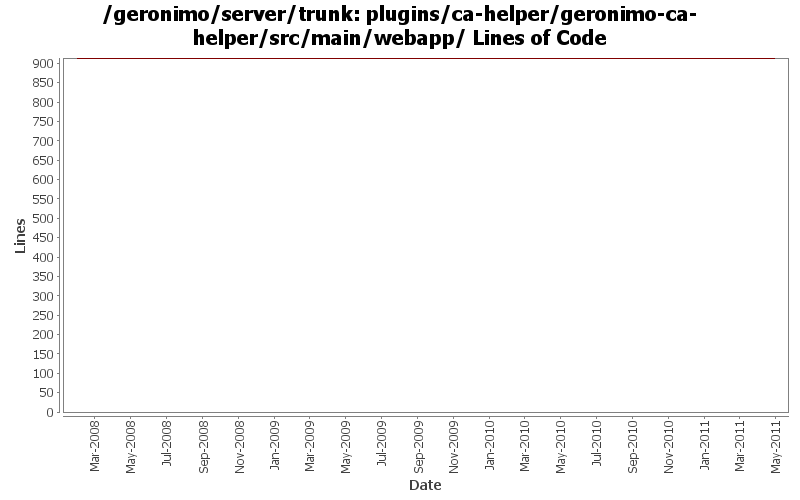 /geronimo/server/trunk: plugins/ca-helper/geronimo-ca-
helper/src/main/webapp/ Lines of Code
Lines
900
850
800
750
700
650
600
550
500
450
400
350
300
250
200
150
100
50
0
Mar-2008
May-2008
Jul-2008
Sep-2008
Nov-2008
Jan-2009
Mar-2009
May-2009
Jul-2009
Sep-2009
Nov-2009
Jan-2010
Mar-2010
May-2010
Jul-2010
Sep-2010
Nov-2010
Jan-2011
Mar-2011
May-2011
Date